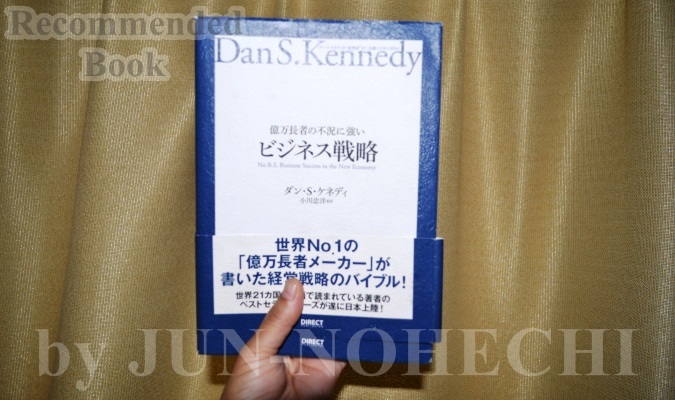 Recommended
Book
Dan S. Kennedy
億万長者の不況に強い
ビジネス戦略
No B.S. Business Success in the New Economy
ダン・S・ケネディ
小川忠洋
世界No.1の
「億万長者メーカー」が
書いた経営戦略のバイブル!
世界21カ国 で読まれている著者の
ベストセ ーズが遂に日本上陸!
DIRECT
DIRECT
by JUN NOHECHI